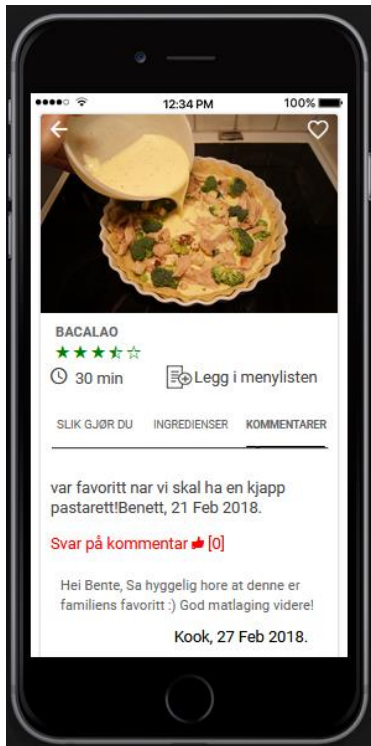 12:34 PM
100%
BACALAO
30 min
Legg i menylisten
SLIK GJØR DU
INGREDIENSER
KOMMENTARER
var favoritt nar vi skal ha en kjapp
pastarett!Benett, 21 Feb 2018.
Svar på kommentar [0]
Hei Bente, Sa hyggelig hore at denne er
familiens favoritt :) God matlaging videre!
Kook, 27 Feb 2018.